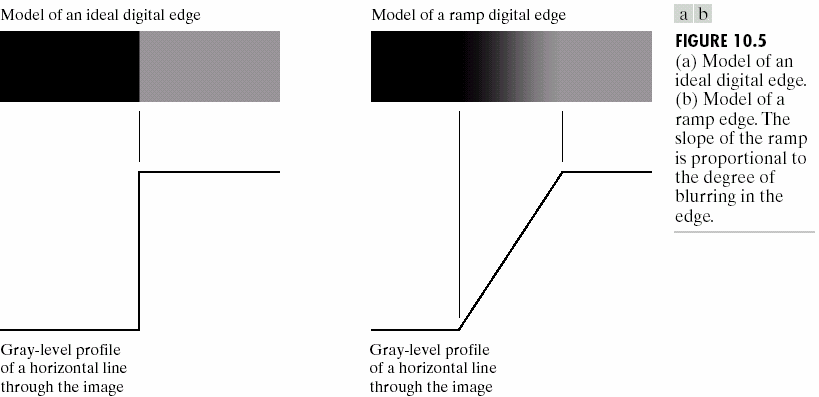 Model of an ideal digital edge
Model of a ramp digital edge
Gray-level profile
of a horizontal line
through the image
Gray-level profile
of a horizontal line
through the image
a b
FIGURE 10.5
(a) Model of an
ideal digital edge.
(b) Model of a
ramp edge. The
slope of the ramp
is proportional to
the degree of
blurring in the
edge.